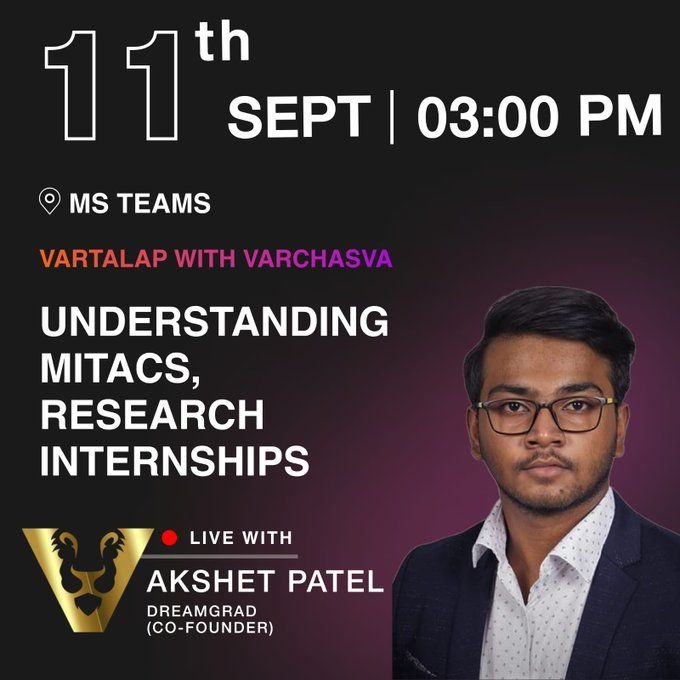 11th
SEPT | 03:00 PM
MS TEAMS
VARTALAP WITH VARCHASVA
UNDERSTANDING
MITACS,
RESEARCH
INTERNSHIPS
LIVE WITH
AKSHET PATEL
DREAMGRAD
(CO-FOUNDER)